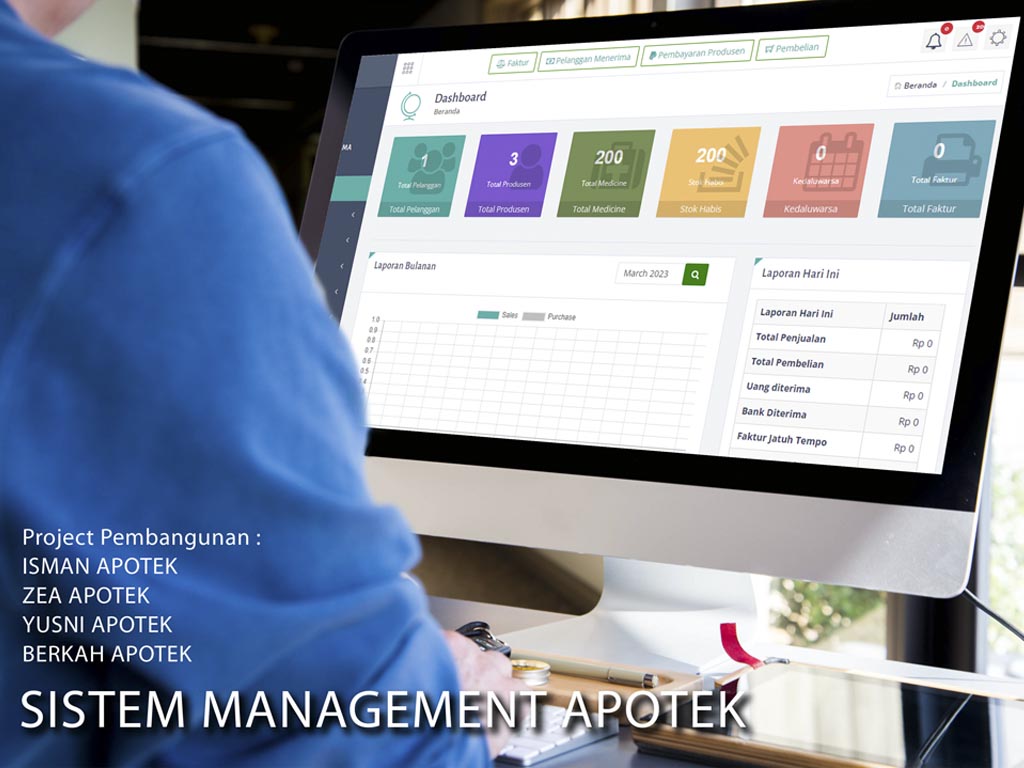 Faktur
Pelanggan Menerima
Pembayaran Produsen
Pembelian
0
Dashboard
Beranda
Beranda / Dashboard
MA
1
Total Pelanggan
Total Pelanggan
3
Total Produsen
Total Produsen
200
Total Medicine
Total Medicine
200
Stok Habis
Stok Habis
0
Kedaluwarsa
Kedaluwarsa
0
Total Faktur
Total Faktur
Laporan Bulanan
March 2023
Sales
Purchase
1.0
0.9
0.8
0.7
0.6
0.5
Laporan Hari Ini
Laporan Hari Ini Jumlah
Total Penjualan Rp 0
Total Pembelian Rp 0
Uang diterima Rp 0
Bank Diterima Rp 0
Faktur Jatuh Tempo Rp 0
Project Pembangunan :
ISMAN APOTEK
ZEA APOTEK
YUSNI APOTEK
BERKAH APOTEK
SISTEM MANAGEMENT APOTEK